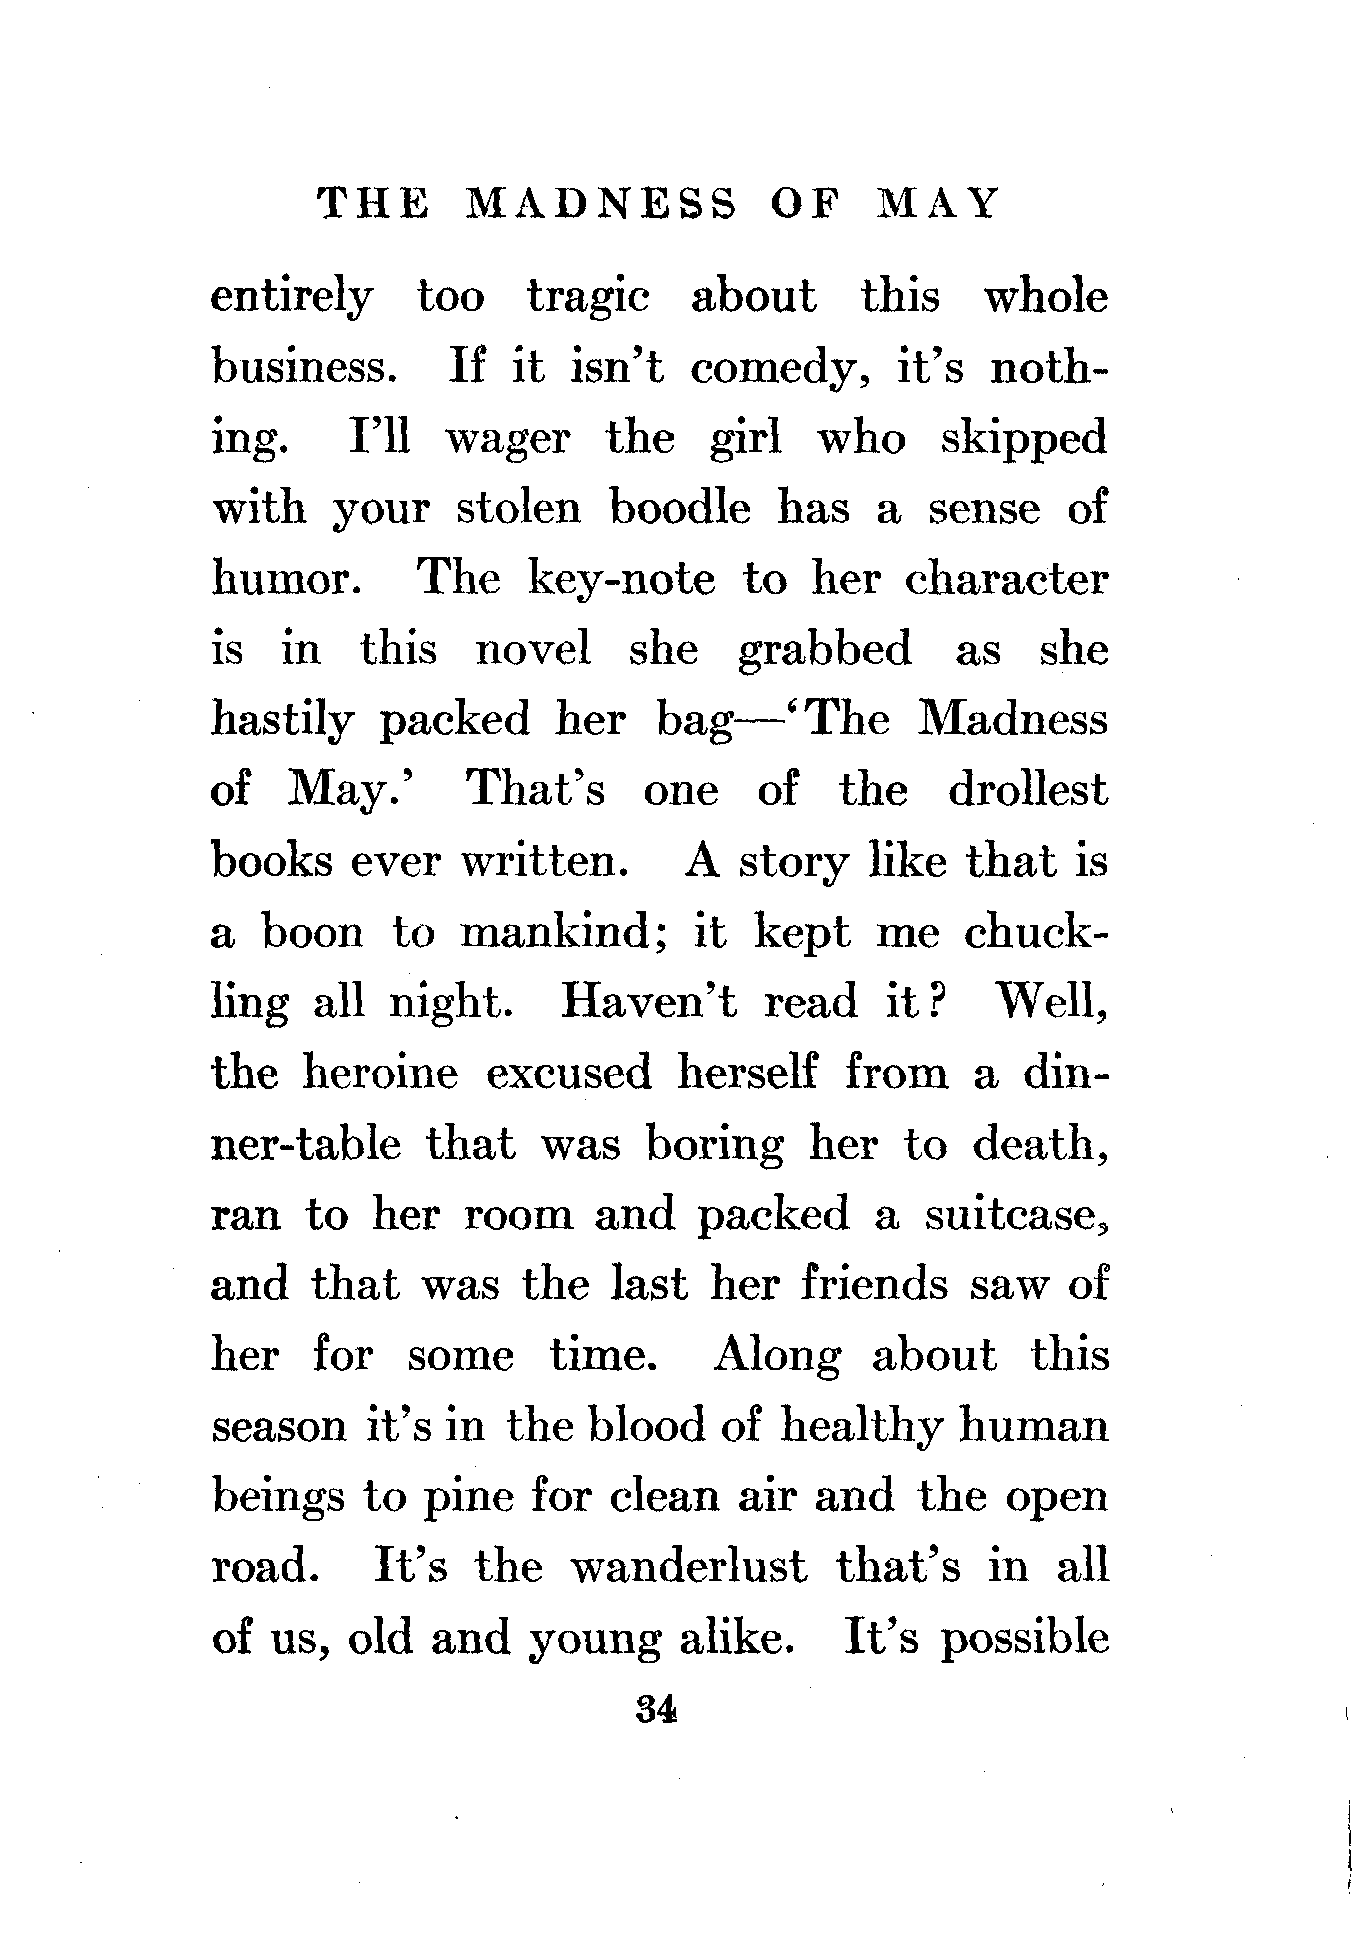 THE MADNESS OF MAY
entirely too tragic about this whole
business. If it isn't comedy, it's noth-
ing. I'll wager the girl who skipped
with your stolen boodle has a sense of
humor. The key-note to her character
is in this novel she grabbed as she
hastily packed her bag—‘The Madness
of May.’ That's one of the drollest
books ever written. A story like that is
a boon to mankind; it kept me chuck-
ling all night. Haven't read it? Well,
the heroine excused herself from a din-
ner-table that was boring her to death,
ran to her room and packed a suitcase,
and that was the last her friends saw of
her for some time. Along about this
season it's in the blood of healthy human
beings to pine for clean air and the open
road. It's the wanderlust that's in all
of us, old and young alike. It's possible
34